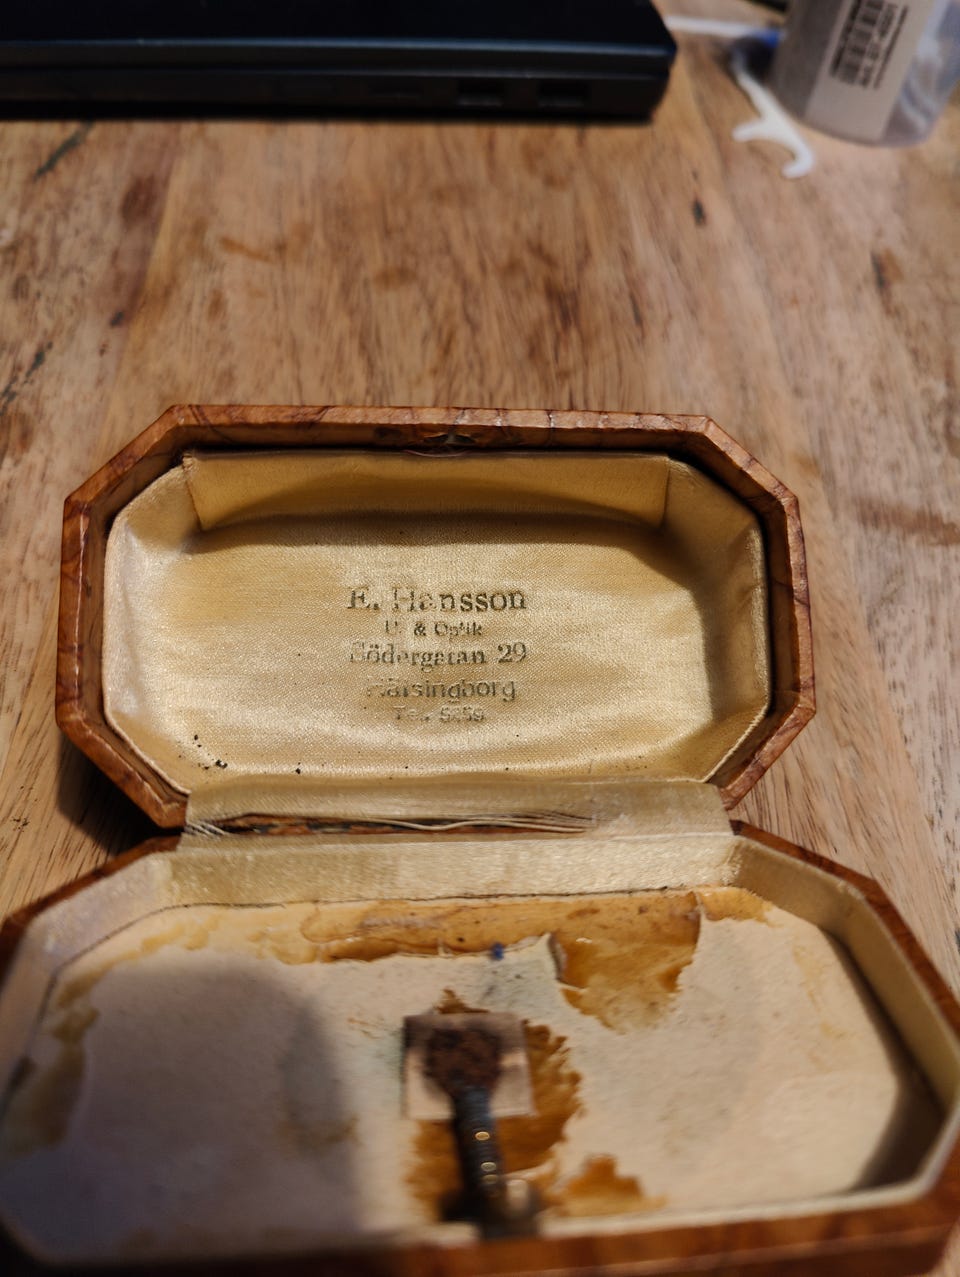 E. Hansson
U. & Optik
Södergatan 29
Hälsingborg
Tel.